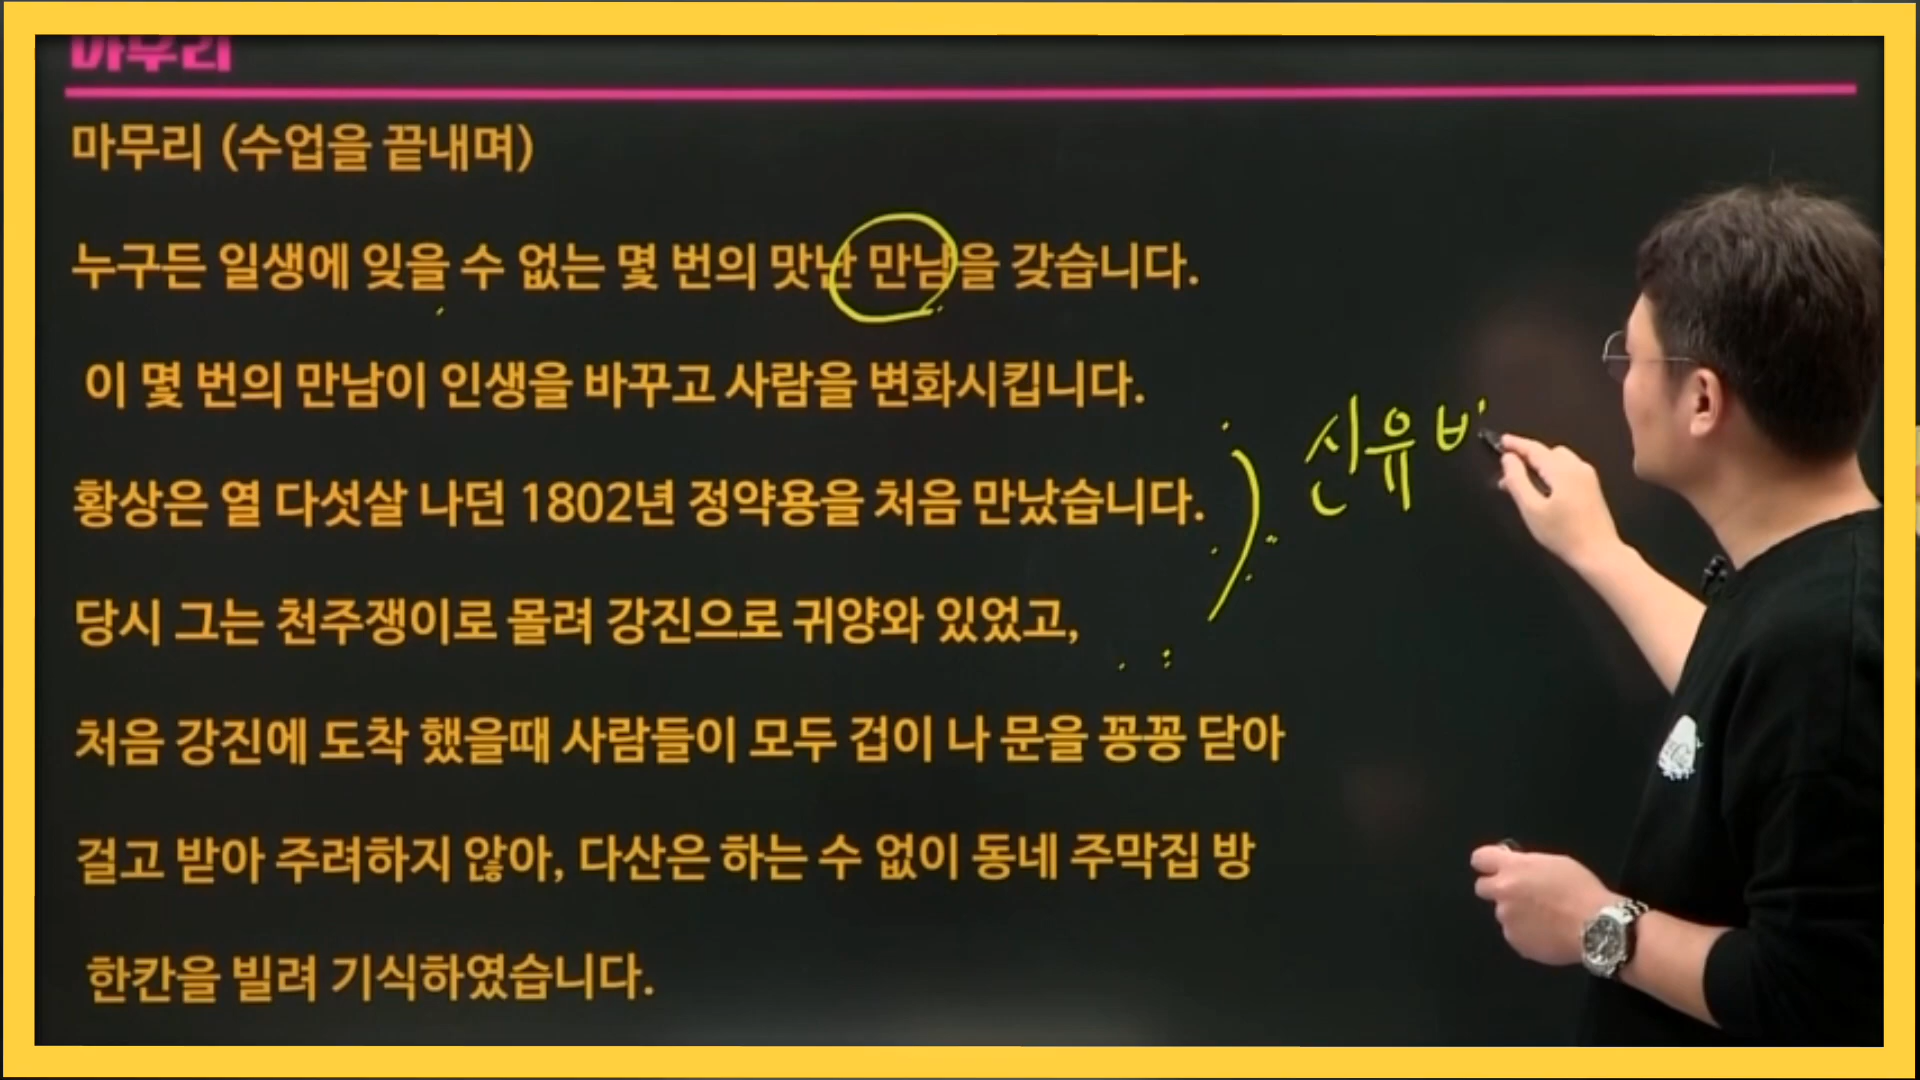 마무리
마무리 (수업을 끝내며)
누구든 일생에 잊을 수 없는 몇 번의 맛난 만남을 갖습니다.
이 몇 번의 만남이 인생을 바꾸고 사람을 변화시킵니다.
황상은 열 다섯살 나던 1802년 정약용을 처음 만났습니다.
신유 ㅂ
당시 그는 천주쟁이로 몰려 강진으로 귀양와 있었고,
처음 강진에 도착 했을때 사람들이 모두 겁이 나 문을 꽁꽁 닫아
걸고 받아 주려하지 않아, 다산은 하는 수 없이 동네 주막집 방
한칸을 빌려 기식하였습니다.